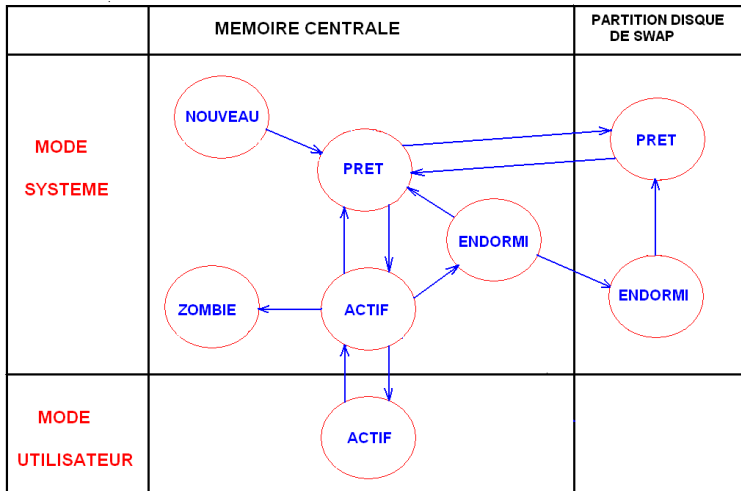 MEMOIRE CENTRALE
PARTITION DISQUE
DE SWAP
MODE
SYSTEME
NOUVEAU
PRET
PRET
ENDORMI
ENDORMI
ZOMBIE
ACTIF
MODE
UTILISATEUR
ACTIF